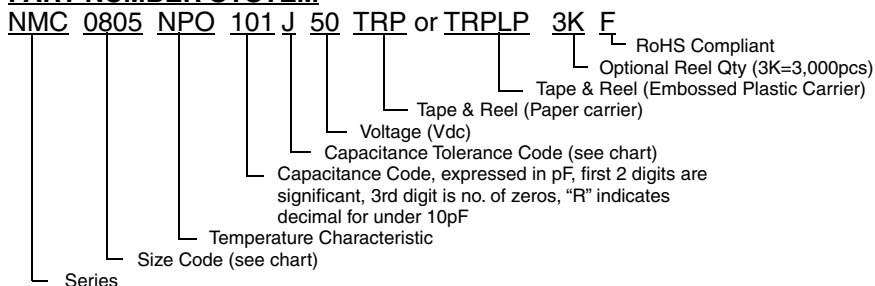 NMC 0805 NPO 101 J 50 TRP or TRPLP 3K F
RoHS Compliant
Optional Reel Qty (3K=3,000pcs)
Tape & Reel (Embossed Plastic Carrier)
Tape & Reel (Paper carrier)
Voltage (Vdc)
Capacitance Tolerance Code (see chart)
Capacitance Code, expressed in pF, first 2 digits are
significant, 3rd digit is no. of zeros, “R” indicates
decimal for under 10pF
Temperature Characteristic
Size Code (see chart)
Series